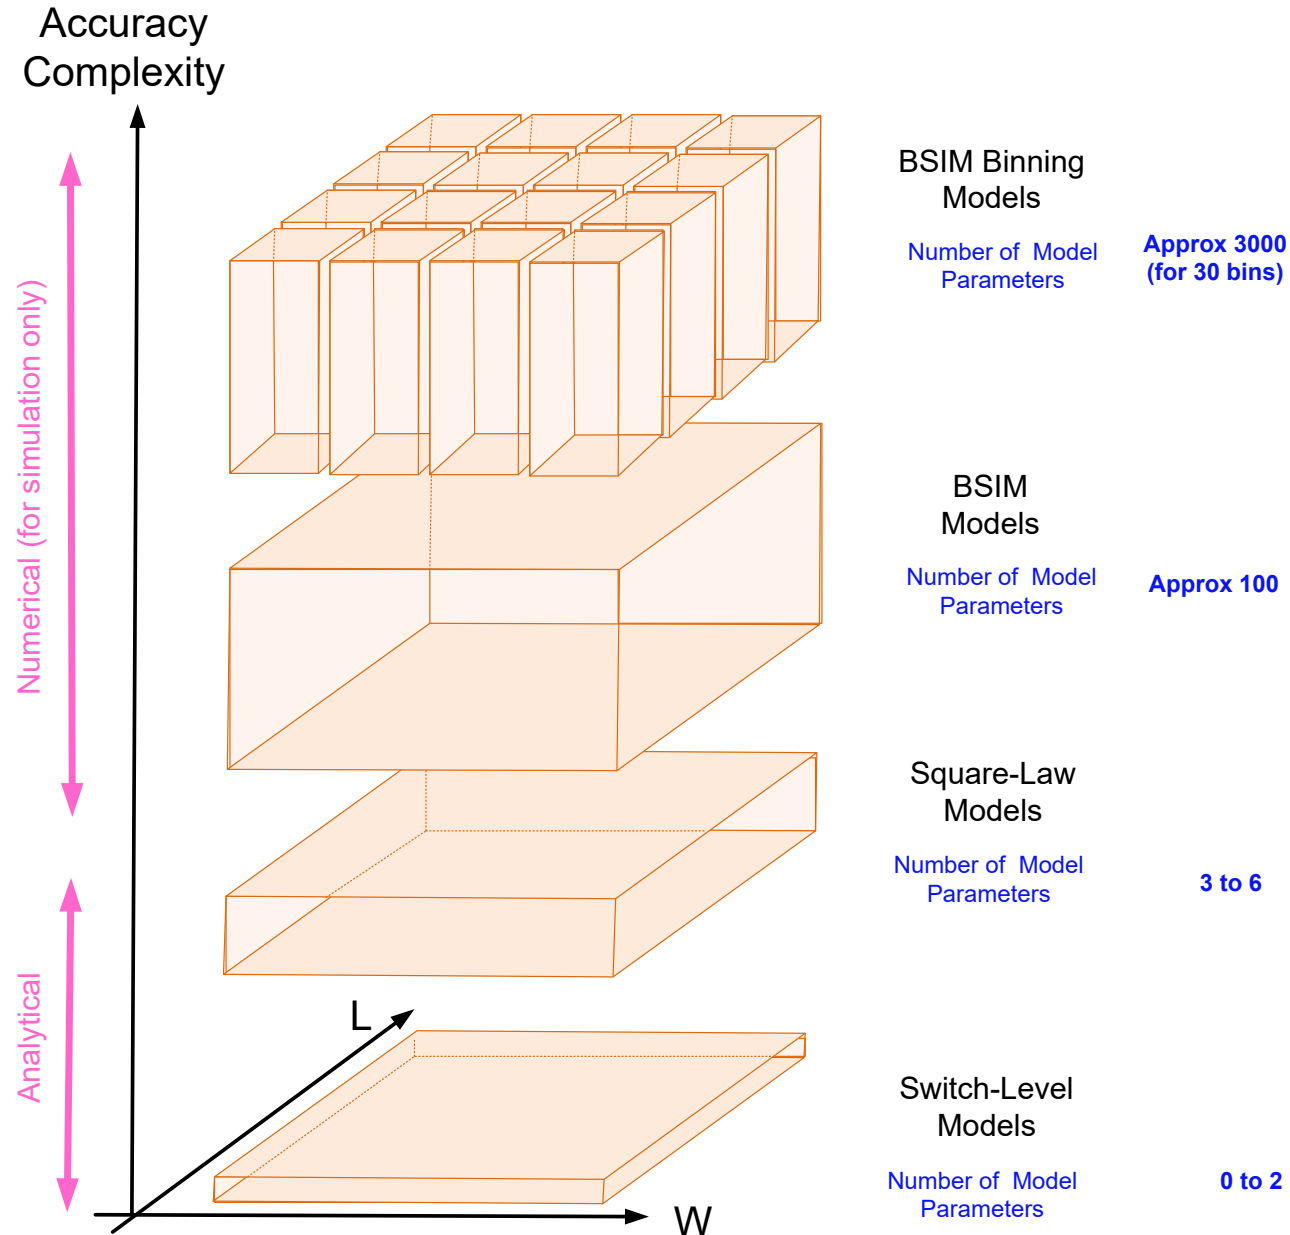 Accuracy
Complexity
BSIM Binning
Models
Number of Model
Parameters
Approx 3000
(for 30 bins)
Numerical (for simulation only)
BSIM
Models
Number of Model
Parameters
Approx 100
Square-Law
Models
Number of Model
Parameters
3 to 6
Analytical
L
Switch-Level
Models
Number of Model
Parameters
0 to 2
W